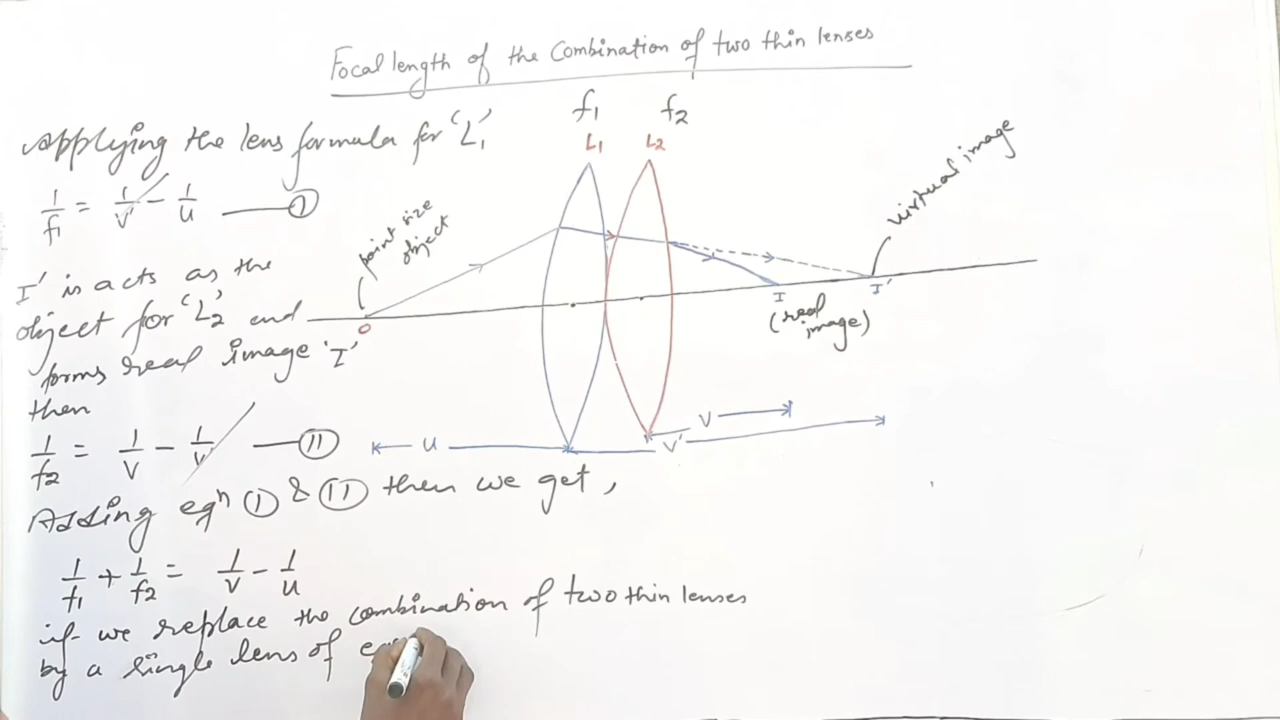 Focal length of the Combination of two thin lenses
Applying the lens formula for 'L₁'
1/f₁ = 1/v' - 1/u —— Ⓘ
I' is acts as the
object for 'L₂' and
forms real image 'I'
then
1/f₂ = 1/v - 1/v' —— (II)
Adding eqⁿ Ⓘ & (II) then we get,
1/f₁ + 1/f₂ = 1/v - 1/u
if we replace the combination of two thin lenses
by a single lens of
f₁ f₂
L₁ L₂
point size
object
virtual image
O
I
I'
(real
image)
u
v
v'